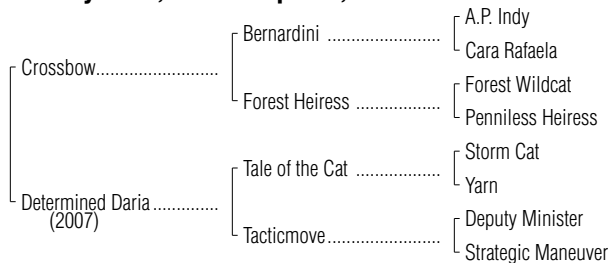 A.P. Indy
Bernardini ....................
Cara Rafaela
Crossbow..........................
Forest Wildcat
Forest Heiress ..............
Penniless Heiress
Storm Cat
Tale of the Cat ..............
Yarn
Determined Daria ..............
(2007)
Deputy Minister
Tacticmove....................
Strategic Maneuver